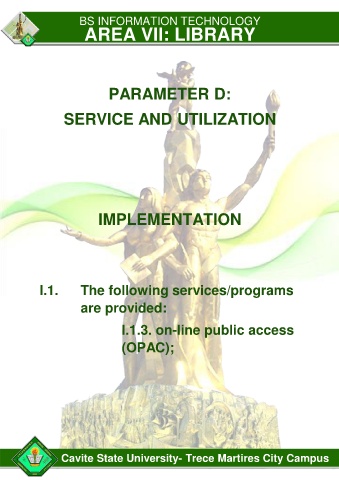 BS INFORMATION TECHNOLOGY
AREA VII: LIBRARY
PARAMETER D:
SERVICE AND UTILIZATION
IMPLEMENTATION
I.1. The following services/programs
are provided:
I.1.3. on-line public access
(OPAC);
Cavite State University- Trece Martires City Campus